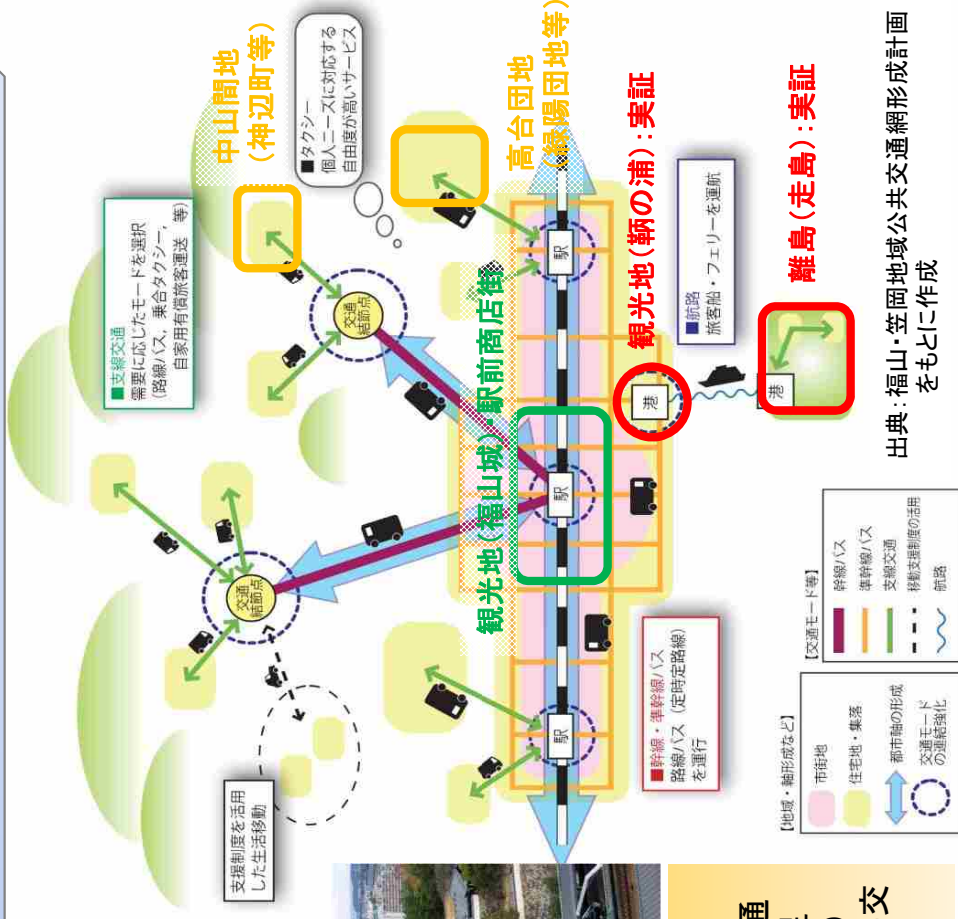 中山間地
(神辺町等)
■タクシー
個人ニーズに対応する
自由度が高いサービス
高台団地
(緑陽団地等)
■支線交通
需要に応じたモードを選択
(路線バス,乗合タクシー,
自家用有償旅客運送 等)
交通
結節点
交通
結節点
支援制度を活用
した生活移動
観光地(福山城)・駅前商店街
駅
駅
駅
観光地(鞆の浦):実証
■航路
旅客船・フェリーを運航
港
港
離島(走島):実証
■幹線・準幹線バス
路線バス(定時定路線)
を運行
【地域・軸形成など】
市街地
住宅地・集落
都市軸の形成
交通モード
の連結強化
【交通モード等】
幹線バス
準幹線バス
支線交通
移動支援制度の活用
航路
出典:福山・笠岡地域公共交通網形成計画
をもとに作成
通
交